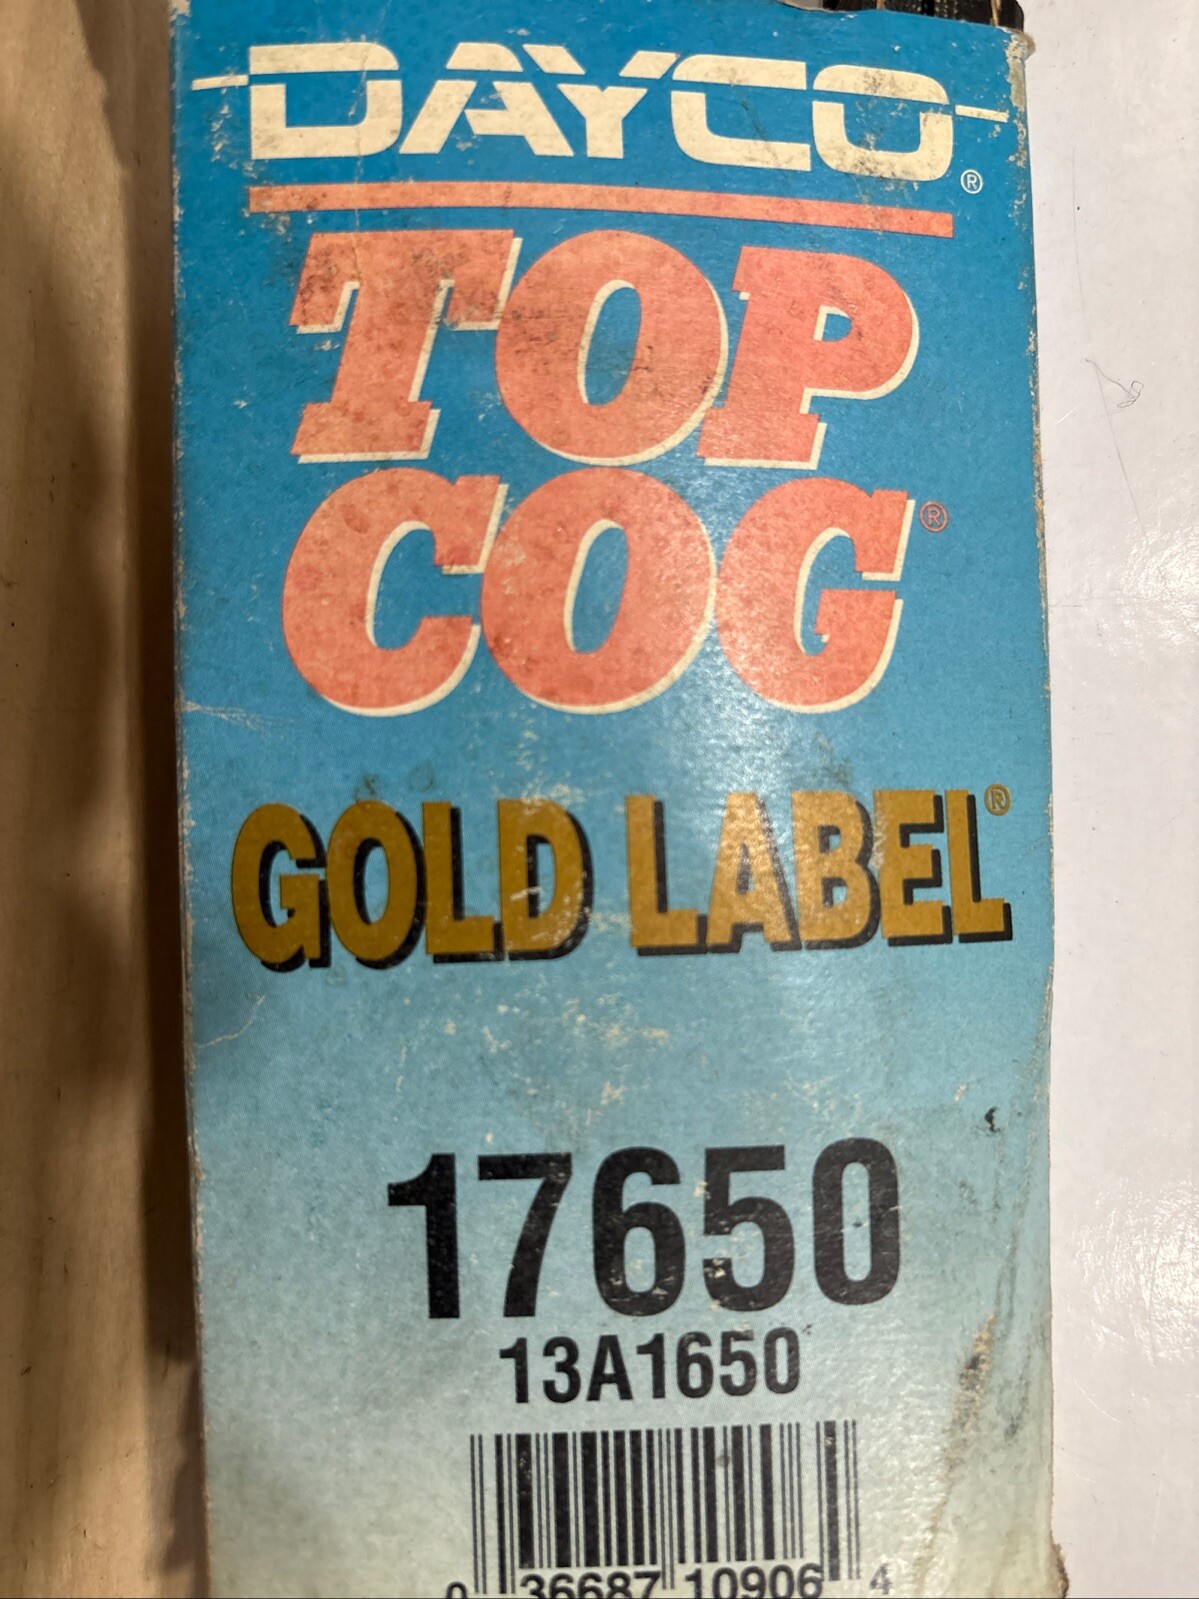 DAYCO®
TOP
COG®
GOLD LABEL®
17650
13A1650
0 36687 10906 4